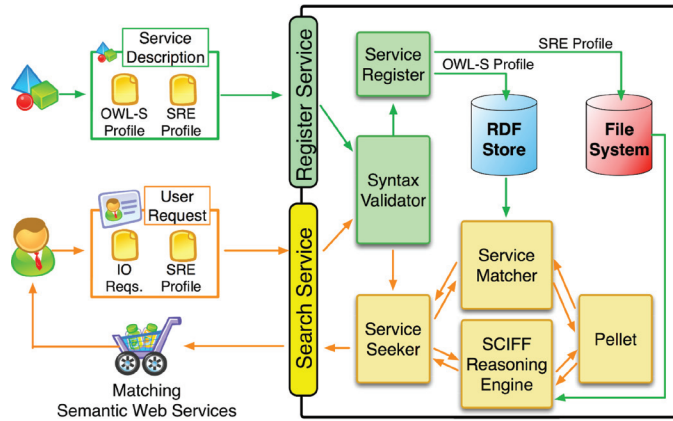 Service
Description
OWL-S
Profile
SRE
Profile
User
Request
IO
Reqs.
SRE
Profile
Matching
Semantic Web Services
Register Service
Search Service
Service
Register
SRE Profile
OWL-S Profile
RDF
Store
File
System
Syntax
Validator
Service
Matcher
Service
Seeker
SCIFF
Reasoning
Engine
Pellet